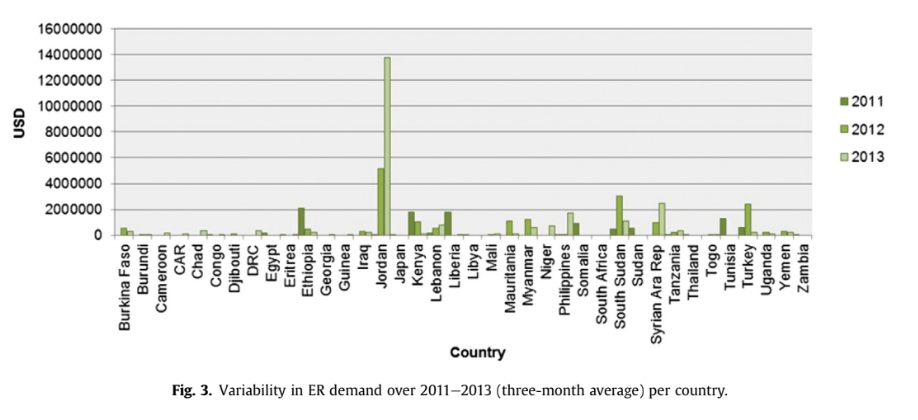 16000000
14000000
12000000
10000000
8000000
6000000
4000000
2000000
0
USD
2011
2012
2013
Burkina Faso
Burundi
Cameroon
CAR
Chad
Congo
Djibouti
DRC
Egypt
Eritrea
Ethiopia
Georgia
Guinea
Iraq
Jordan
Japan
Kenya
Lebanon
Liberia
Libya
Mali
Mauritania
Myanmar
Niger
Philippines
Somalia
South African
South Sudan
Sudan
Syrian Ara Rep
Tanzania
Thailand
Togo
Tunisia
Turkey
Uganda
Yemen
Zambia
Country
Fig. 3. Variability in ER demand over 2011–2013 (three-month average) per country.